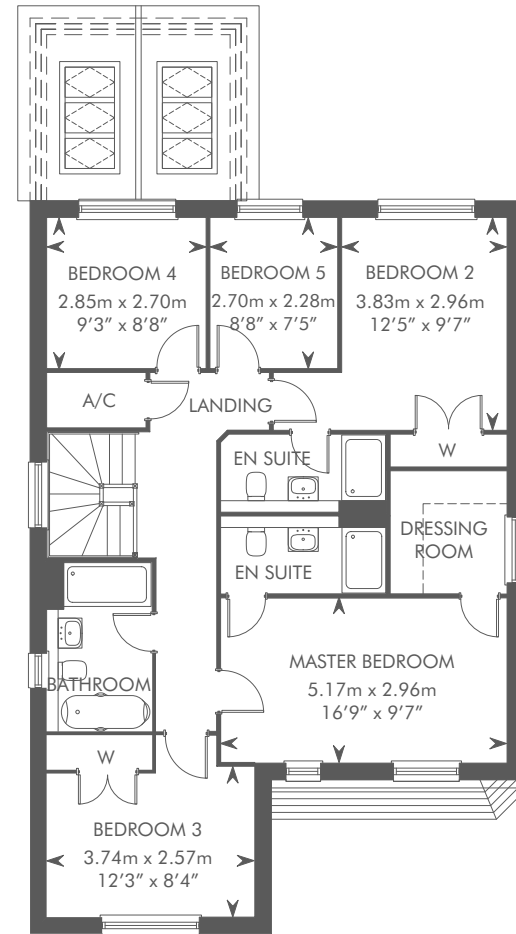 BEDROOM 4
2.85m x 2.70m
9’3” x 8’8”
BEDROOM 5
2.70m x 2.28m
8’8” x 7’5”
BEDROOM 2
3.83m x 2.96m
12’5” x 9’7”
A/C
LANDING
EN SUITE
W
DRESSING
ROOM
EN SUITE
MASTER BEDROOM
5.17m x 2.96m
16’9” x 9’7”
BATHROOM
W
BEDROOM 3
3.74m x 2.57m
12’3” x 8’4”